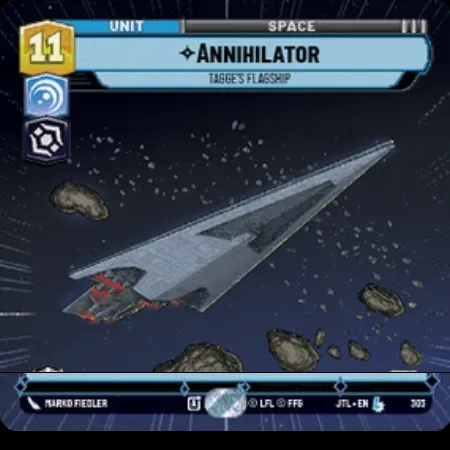 UNIT SPACE
11 ANNIHILATOR
TAGGE'S FLAGSHIP
MARKO FIEDLER A © LFL © FFG JTL • EN 303